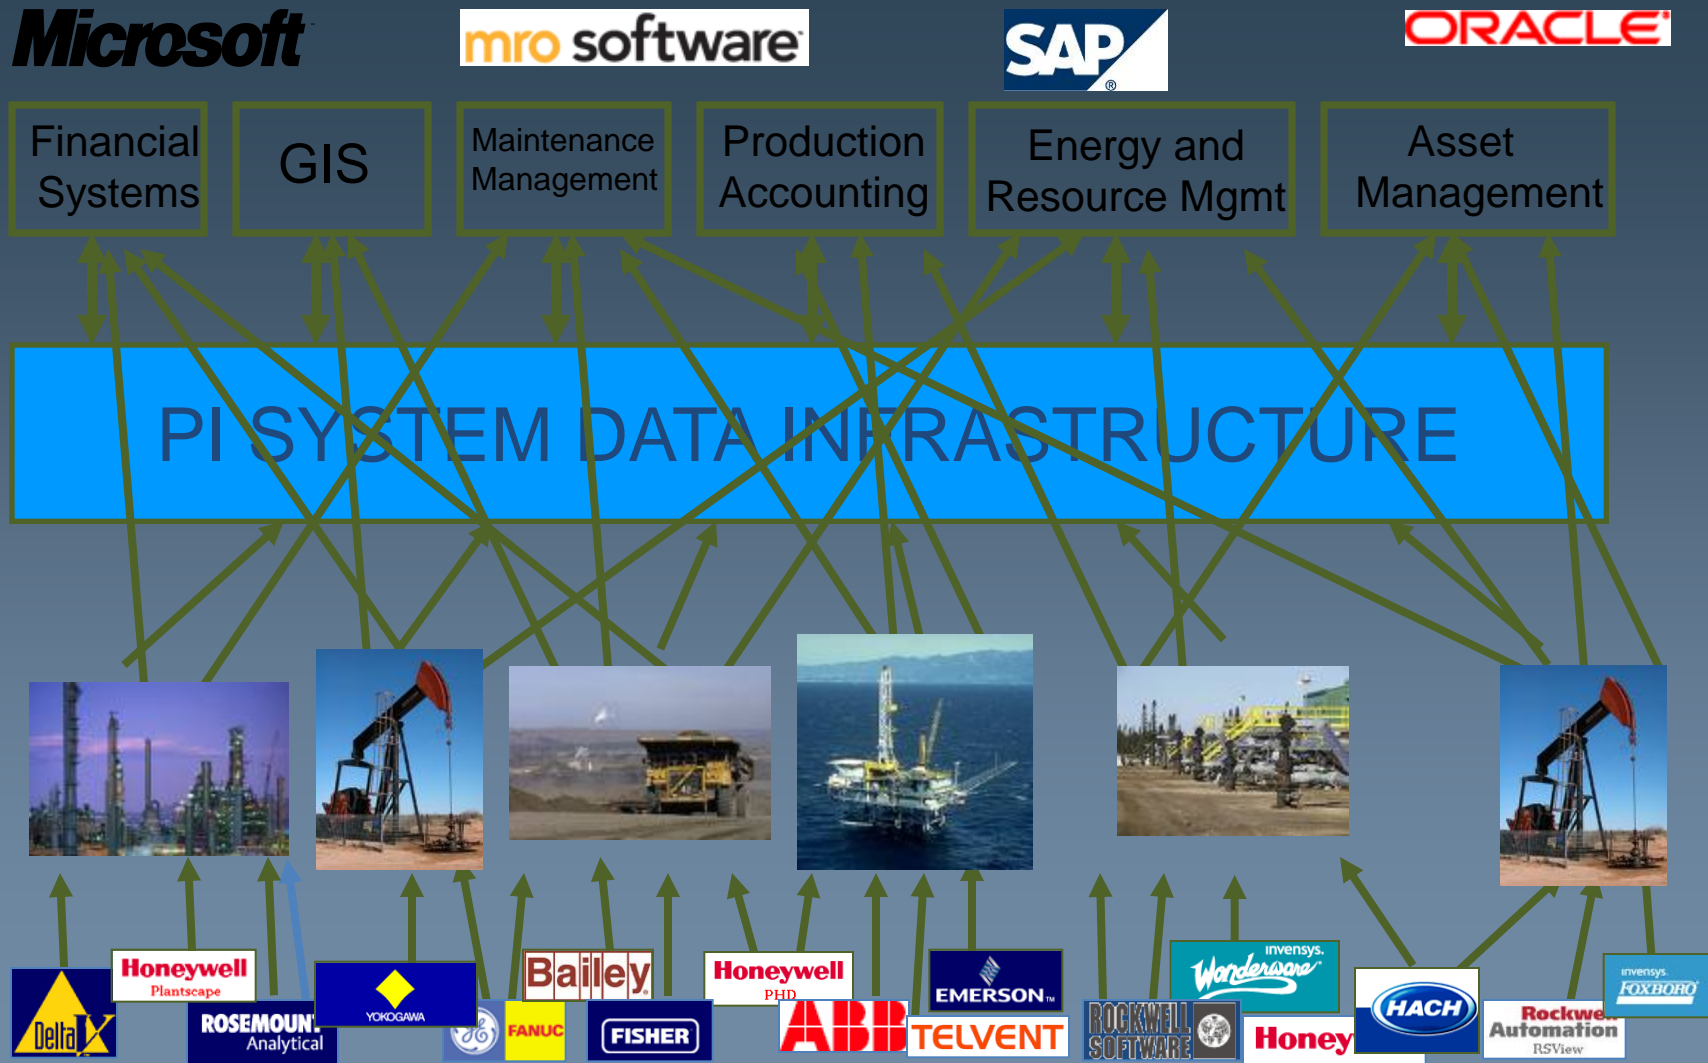 Microsoft
mro software
SAP
®
ORACLE
Financial
Systems
GIS
Maintenance
Management
Production
Accounting
Energy and
Resource Mgmt
Asset
Management
PI SYSTEM DATA INFRASTRUCTURE
DeltaV
Honeywell
Plantscape
ROSEMOUNT
Analytical
YOKOGAWA
GE
FANUC
Bailey
FISHER
Honeywell
PHD
ABB
EMERSON™
TELVENT
ROCKWELL
SOFTWARE
invensys.
Wonderware
Honey
HACH
Rockwe
Automation
RSView
invensys.
FOXBORO